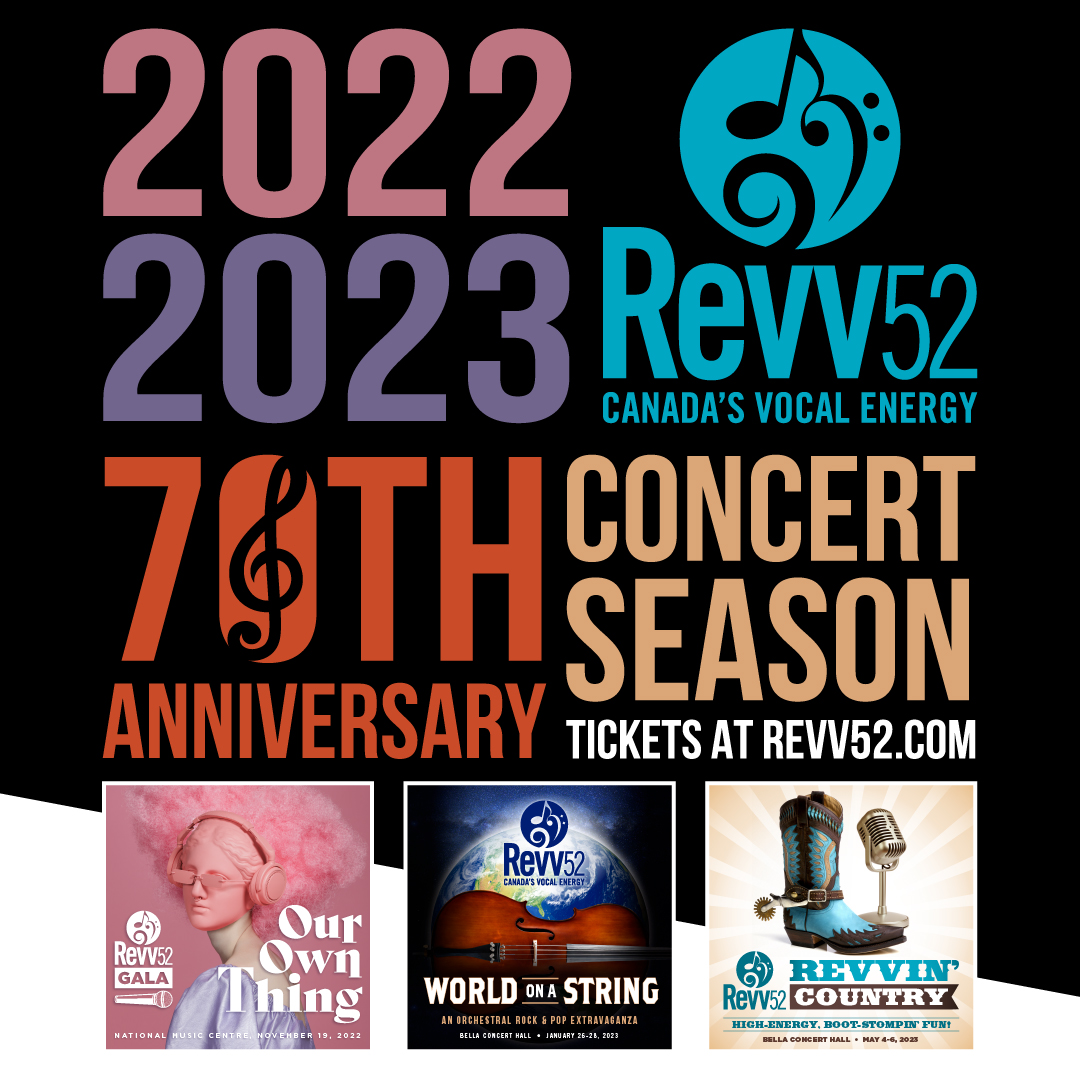 2022
2023
Revv52
CANADA'S VOCAL ENERGY
70TH
ANNIVERSARY
CONCERT
SEASON
TICKETS AT REVV52.COM
Revv52
GALA
Our
Own
Thing
NATIONAL MUSIC CENTRE, NOVEMBER 19, 2022
Revv52
CANADA'S VOCAL ENERGY
WORLD ON A STRING
AN ORCHESTRAL ROCK & POP EXTRAVAGANZA
BELLA CONCERT HALL • JANUARY 26-28, 2023
Revv52
REVVIN'
COUNTRY
HIGH-ENERGY, BOOT-STOMPIN' FUN!
BELLA CONCERT HALL • MAY 4-6, 2023